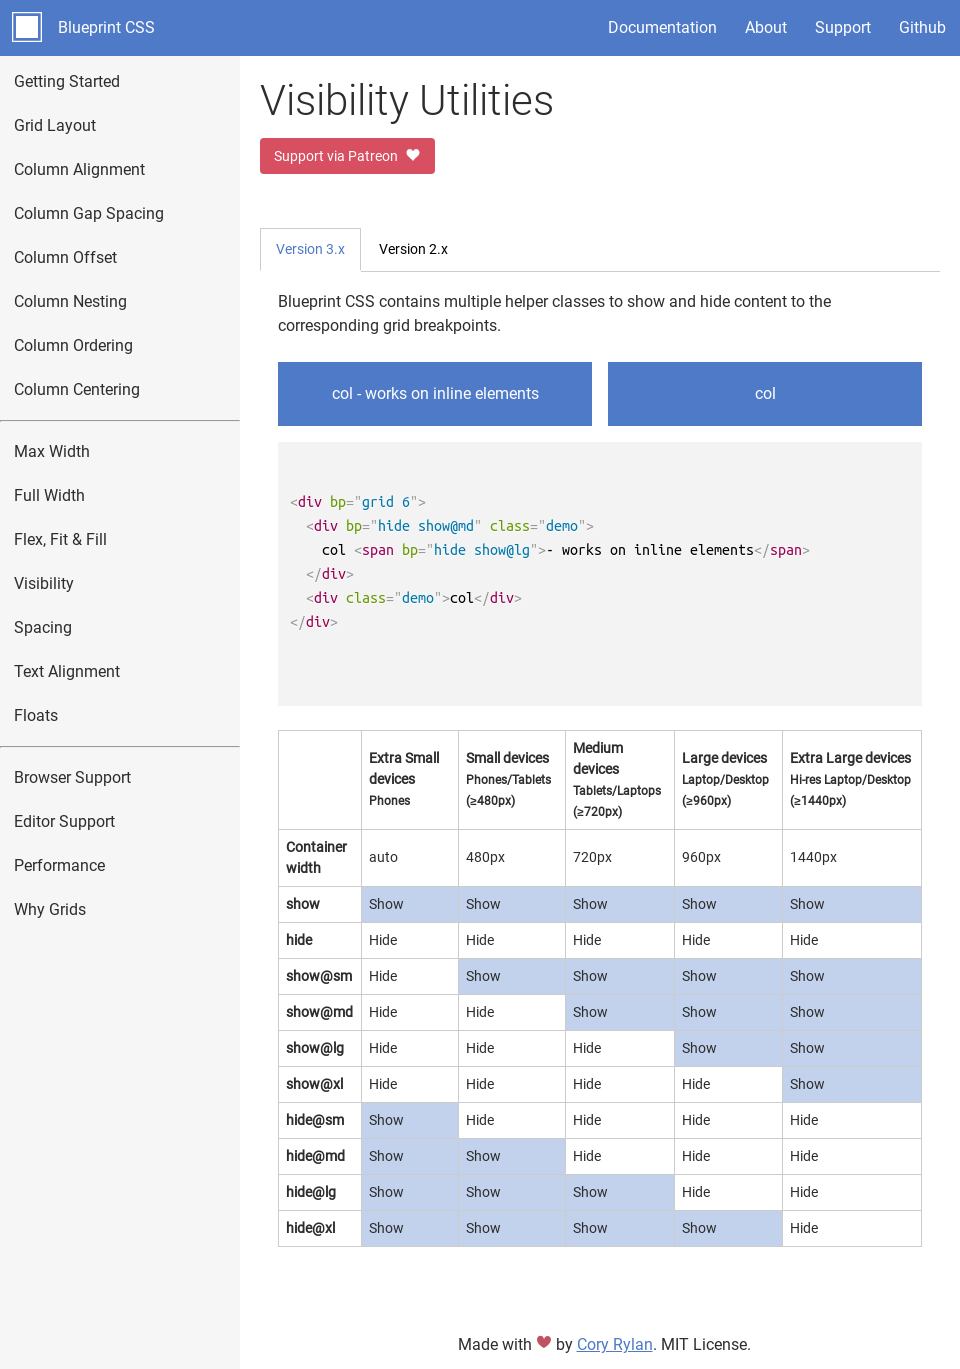 Blueprint CSS
Documentation About Support Github
Getting Started
Grid Layout
Column Alignment
Column Gap Spacing
Column Offset
Column Nesting
Column Ordering
Column Centering
Max Width
Full Width
Flex, Fit & Fill
Visibility
Spacing
Text Alignment
Floats
Browser Support
Editor Support
Performance
Why Grids
Visibility Utilities
Support via Patreon
Version 3.x Version 2.x
Blueprint CSS contains multiple helper classes to show and hide content to the
corresponding grid breakpoints.
col - works on inline elements col
<div bp="grid 6">
  <div bp="hide show@md" class="demo">
    col <span bp="hide show@lg">- works on inline elements</span>
  </div>
  <div class="demo">col</div>
</div>
Extra Small devices Phones Small devices Phones/Tablets (≥480px) Medium devices Tablets/Laptops (≥720px) Large devices Laptop/Desktop (≥960px) Extra Large devices Hi-res Laptop/Desktop (≥1440px)
Container width auto 480px 720px 960px 1440px
show Show Show Show Show Show
hide Hide Hide Hide Hide Hide
show@sm Hide Show Show Show Show
show@md Hide Hide Show Show Show
show@lg Hide Hide Hide Show Show
show@xl Hide Hide Hide Hide Show
hide@sm Show Hide Hide Hide Hide
hide@md Show Show Hide Hide Hide
hide@lg Show Show Show Hide Hide
hide@xl Show Show Show Show Hide
Made with ♥ by Cory Rylan. MIT License.